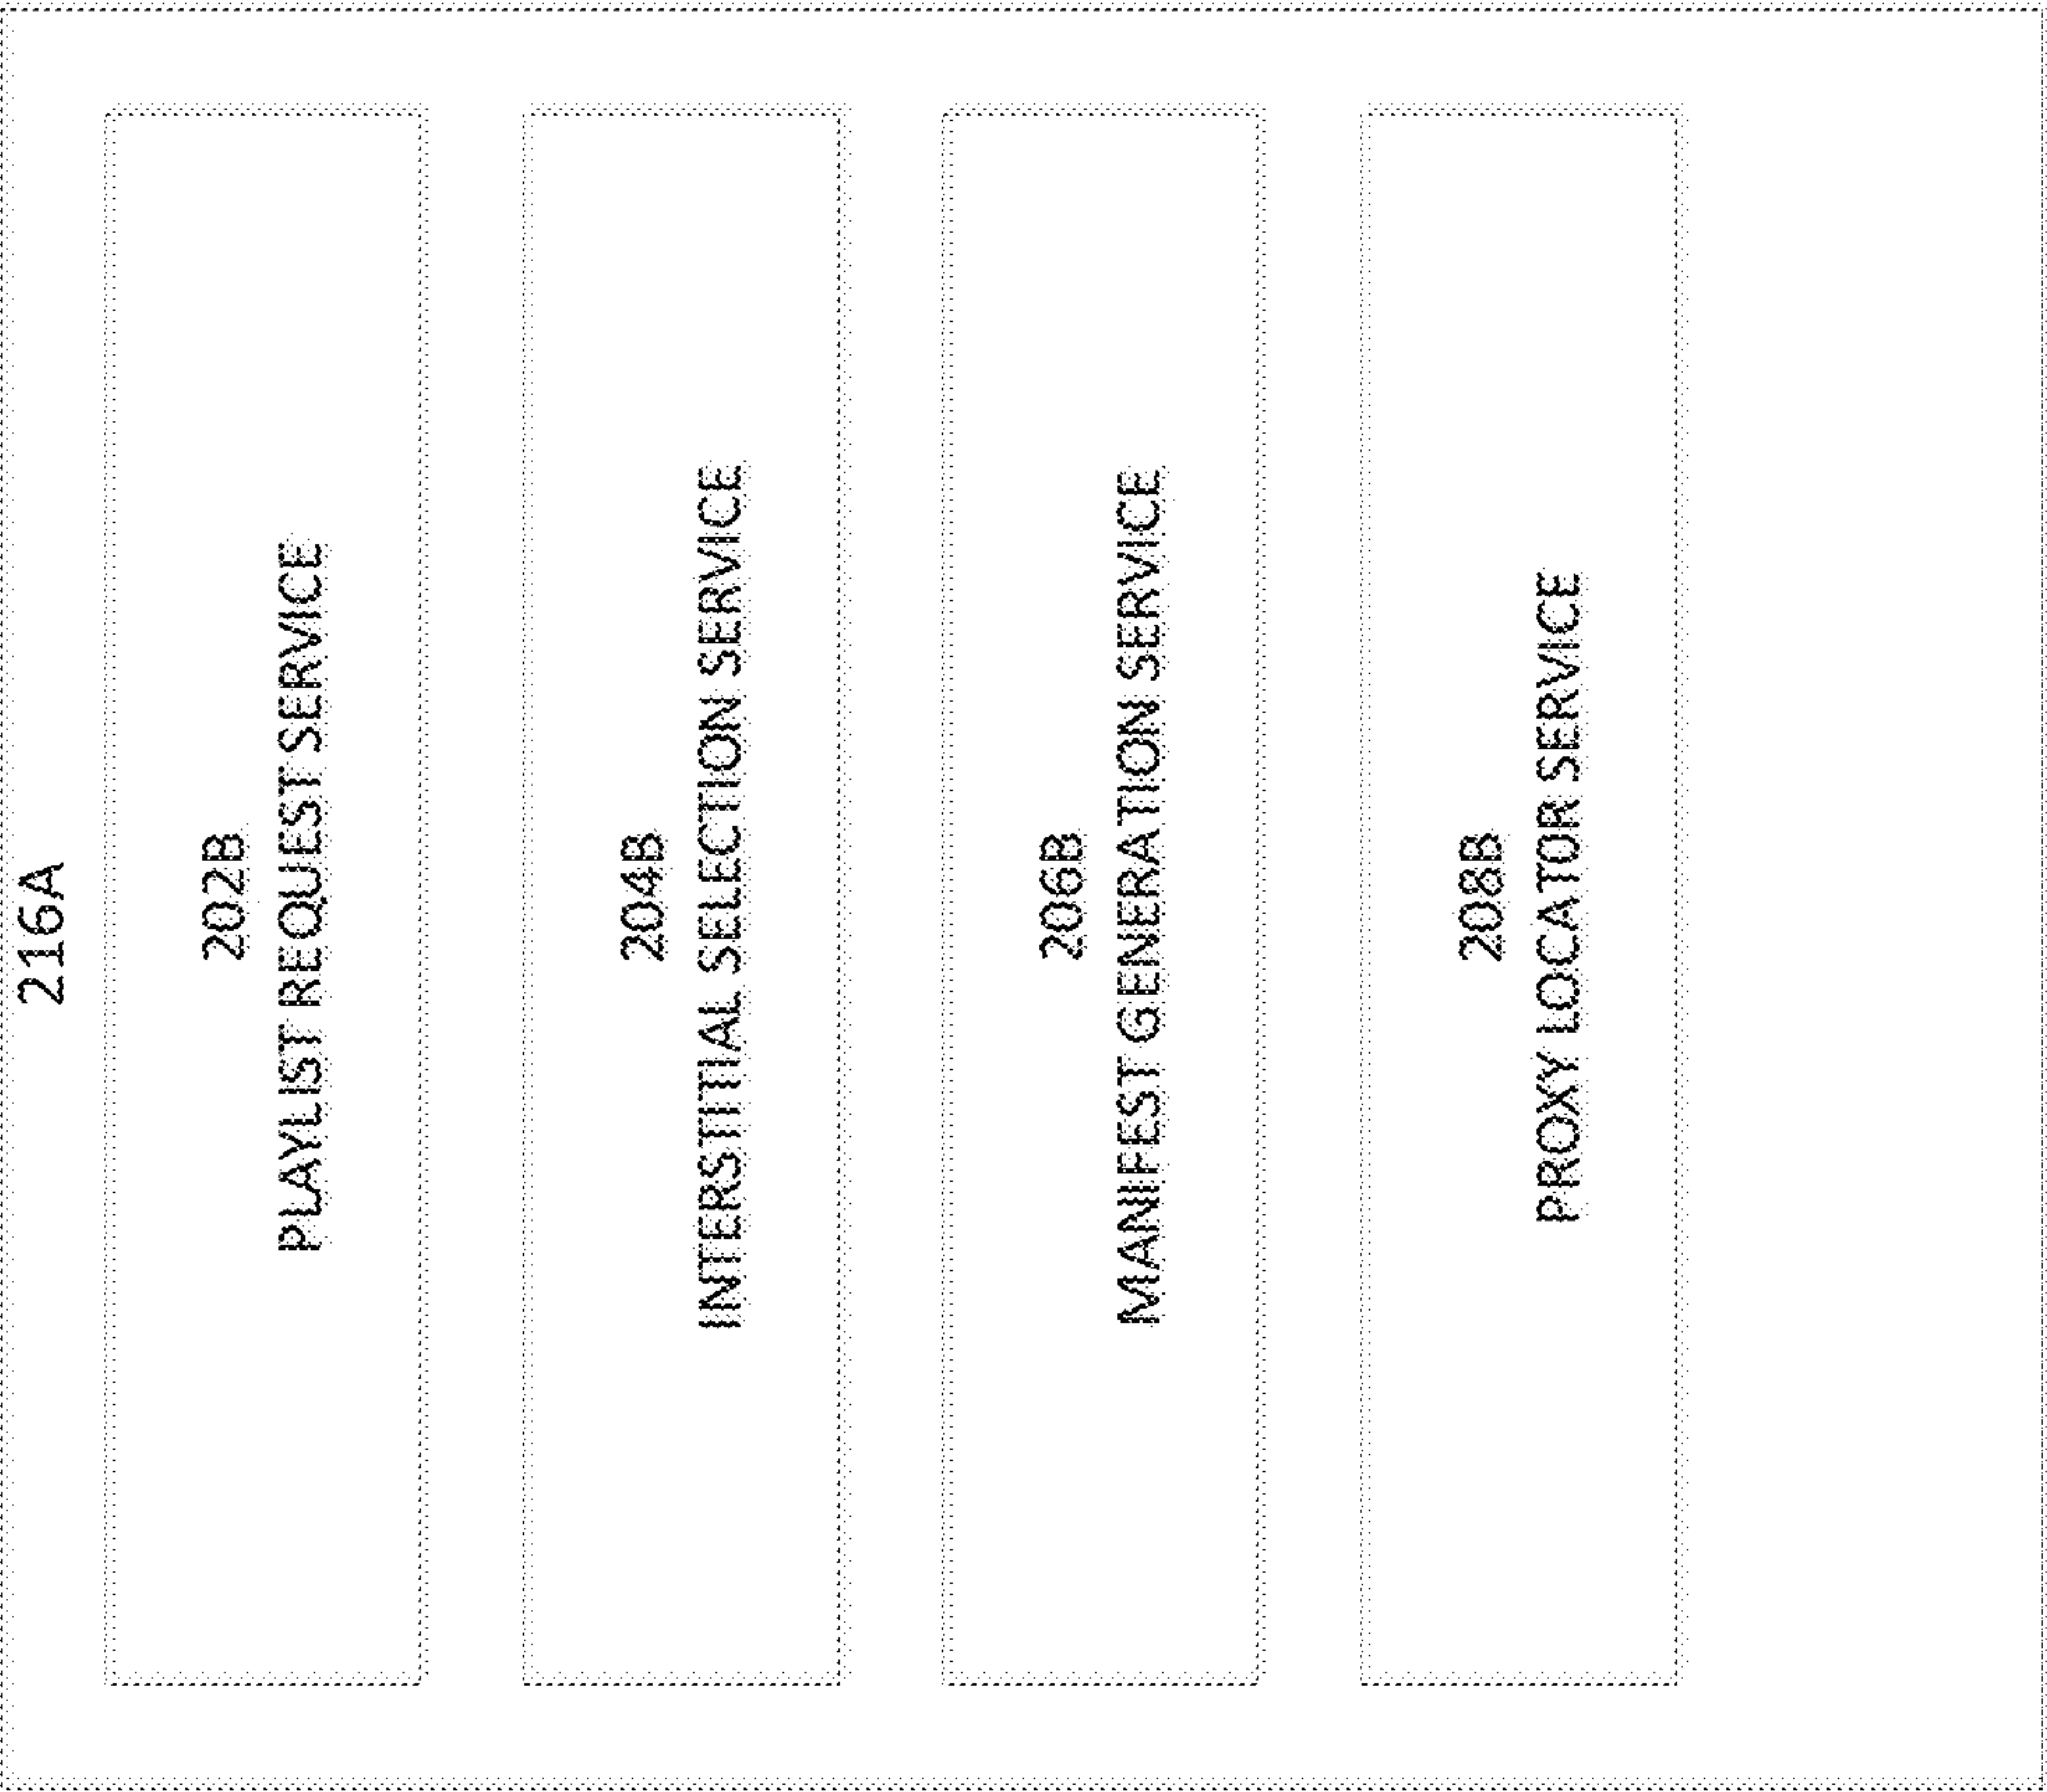 216A
202B
PLAYLIST REQUEST SERVICE
204B
INTERSTITIAL SELECTION SERVICE
206B
MANIFEST GENERATION SERVICE
208B
PROXY LOCATOR SERVICE